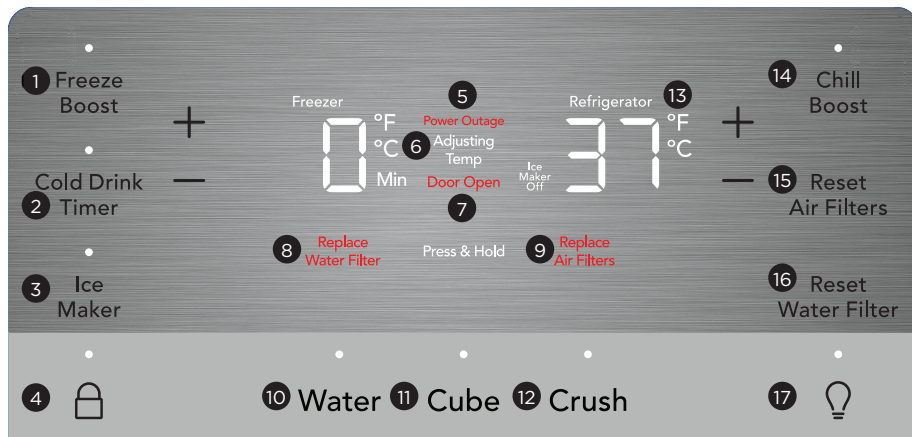 1 Freeze
Boost
+
−
2 Cold Drink
Timer
3 Ice
Maker
4
Freezer
0 °F
°C
Min
5
Power Outage
6 Adjusting
Temp
Door Open
7
8 Replace
Water Filter
Press & Hold
9 Replace
Air Filters
Refrigerator 13
Ice
Maker
Off
37 °F
°C
+
−
14 Chill
Boost
15 Reset
Air Filters
16 Reset
Water Filter
10 Water
11 Cube
12 Crush
17